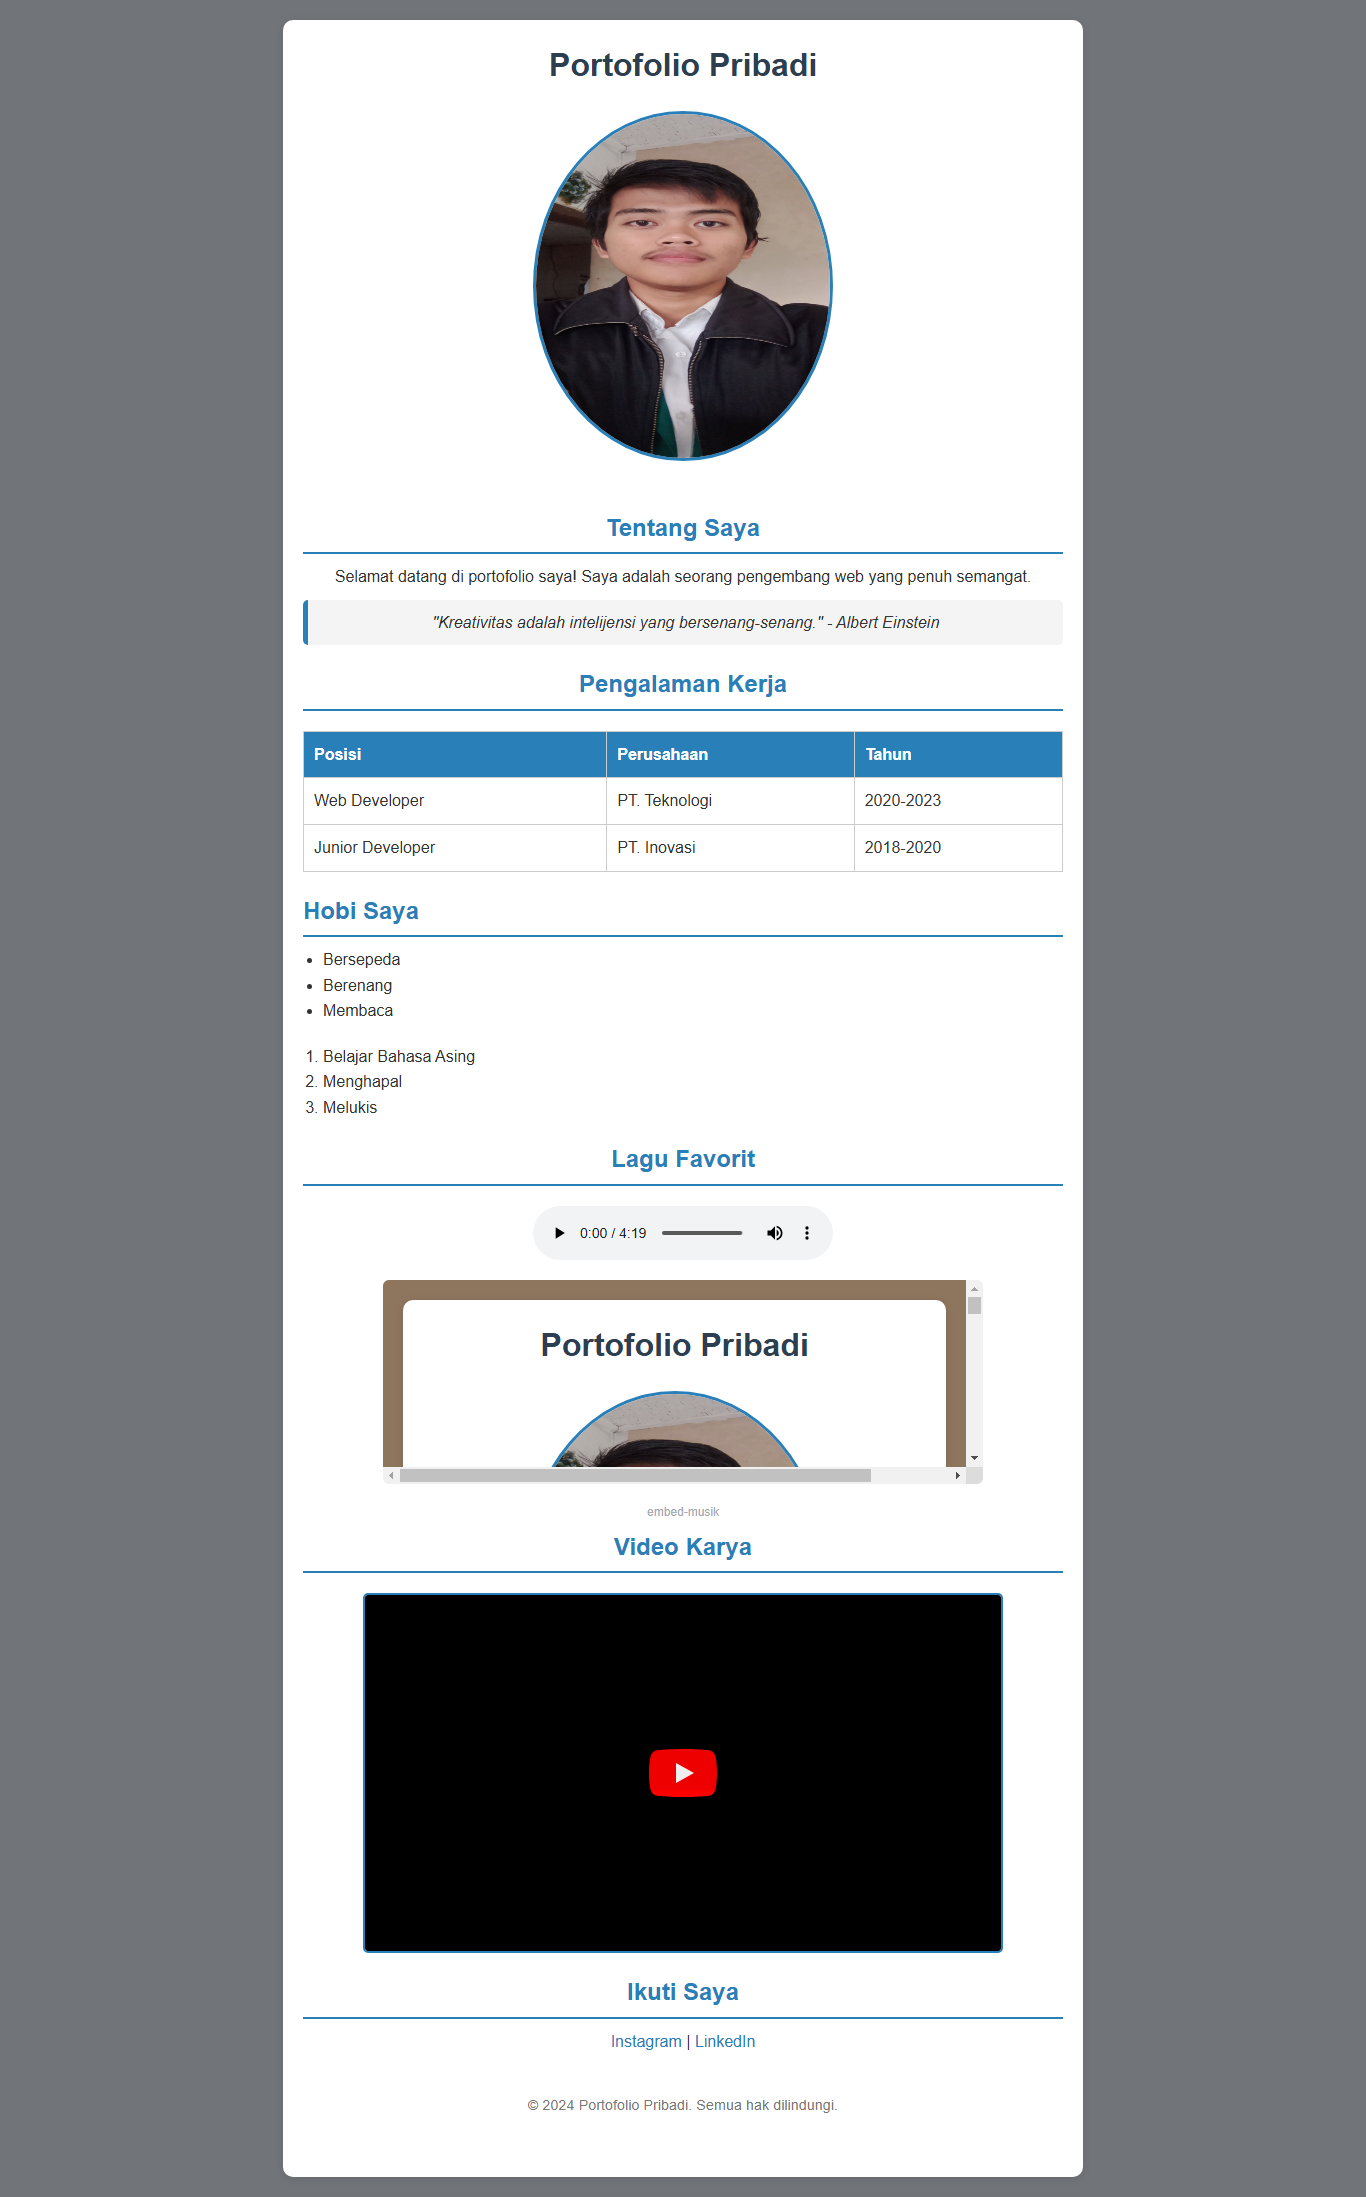 Portofolio Pribadi
Tentang Saya
Selamat datang di portofolio saya! Saya adalah seorang pengembang web yang penuh semangat.
"Kreativitas adalah intelijensi yang bersenang-senang." - Albert Einstein
Pengalaman Kerja
Posisi Perusahaan Tahun
Web Developer PT. Teknologi 2020-2023
Junior Developer PT. Inovasi 2018-2020
Hobi Saya
• Bersepeda
• Berenang
• Membaca
1. Belajar Bahasa Asing
2. Menghapal
3. Melukis
Lagu Favorit
0:00 / 4:19
Portofolio Pribadi
embed-musik
Video Karya
Ikuti Saya
Instagram | LinkedIn
© 2024 Portofolio Pribadi. Semua hak dilindungi.